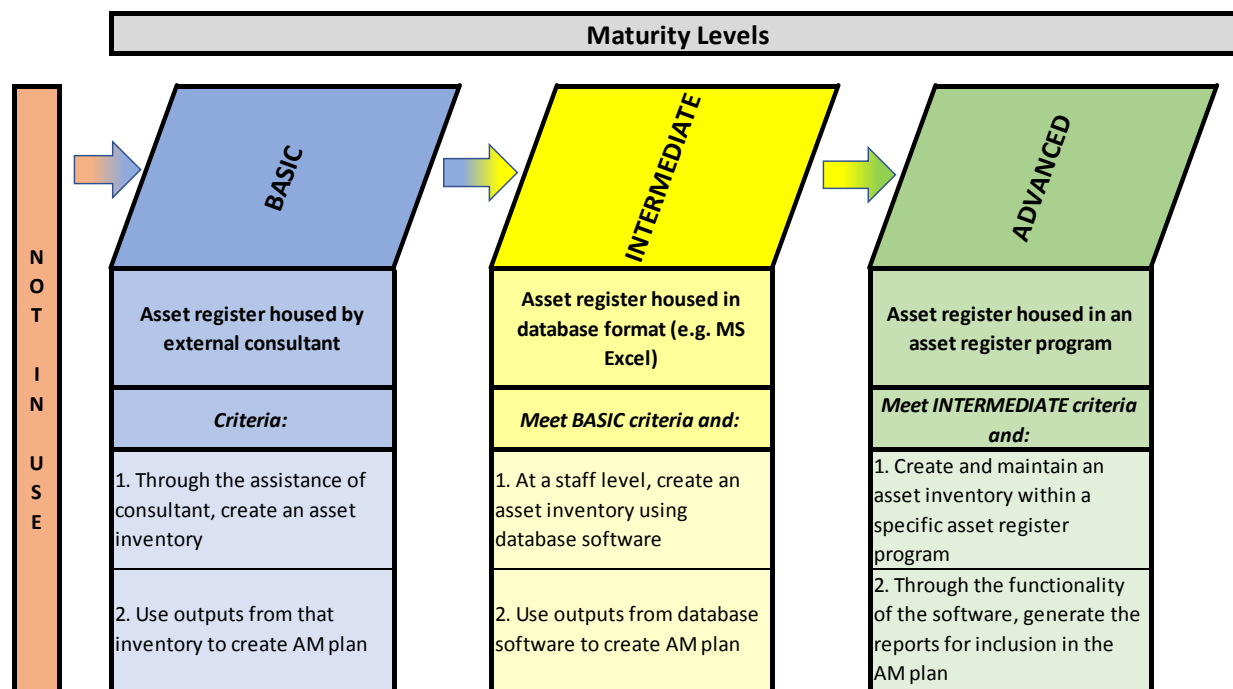 Maturity Levels
NOT IN USE
BASIC
INTERMEDIATE
ADVANCED
Asset register housed by
external consultant
Asset register housed in
database format (e.g. MS
Excel)
Asset register housed in an
asset register program
Criteria:
Meet BASIC criteria and:
Meet INTERMEDIATE criteria
and:
1. Through the assistance of
consultant, create an asset
inventory
1. At a staff level, create an
asset inventory using
database software
1. Create and maintain an
asset inventory within a
specific asset register
program
2. Use outputs from that
inventory to create AM plan
2. Use outputs from database
software to create AM plan
2. Through the functionality
of the software, generate the
reports for inclusion in the
AM plan